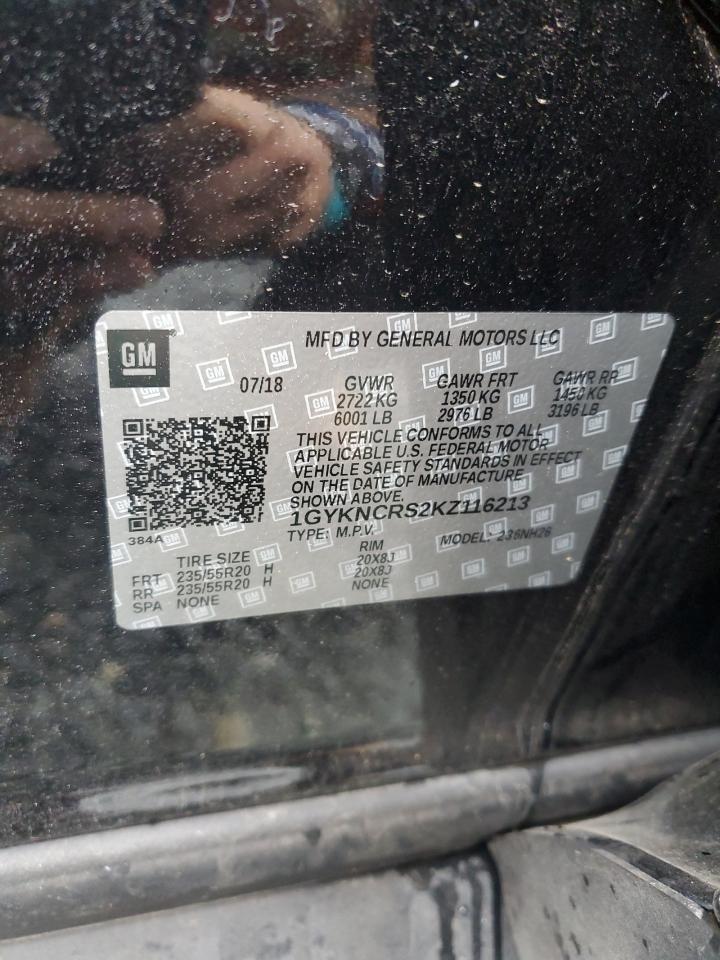 GM
MFD BY GENERAL MOTORS LLC
07/18
GVWR GAWR FRT GAWR RR
2722 KG 1350 KG 1450 KG
6001 LB 2976 LB 3196 LB
THIS VEHICLE CONFORMS TO ALL
APPLICABLE U.S. FEDERAL MOTOR
VEHICLE SAFETY STANDARDS IN EFFECT
ON THE DATE OF MANUFACTURE
SHOWN ABOVE.
1GYKNCRS2KZ116213
TYPE: M.P.V. MODEL: 236NH26
384A
TIRE SIZE RIM
FRT 235/55R20 H 20X8J
RR 235/55R20 H 20X8J
SPA NONE NONE